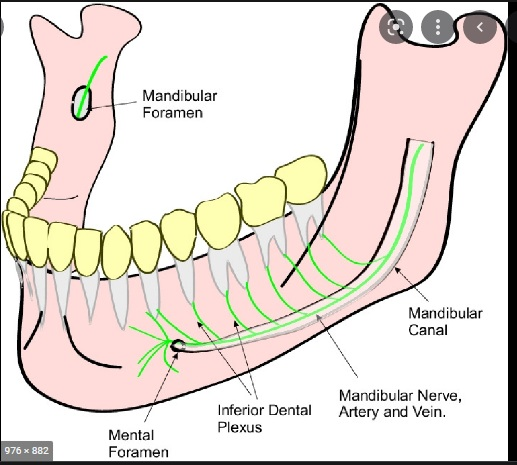 Mandibular
Foramen
Mandibular
Canal
Mandibular Nerve,
Artery and Vein.
Inferior Dental
Plexus
Mental
Foramen
976 × 882